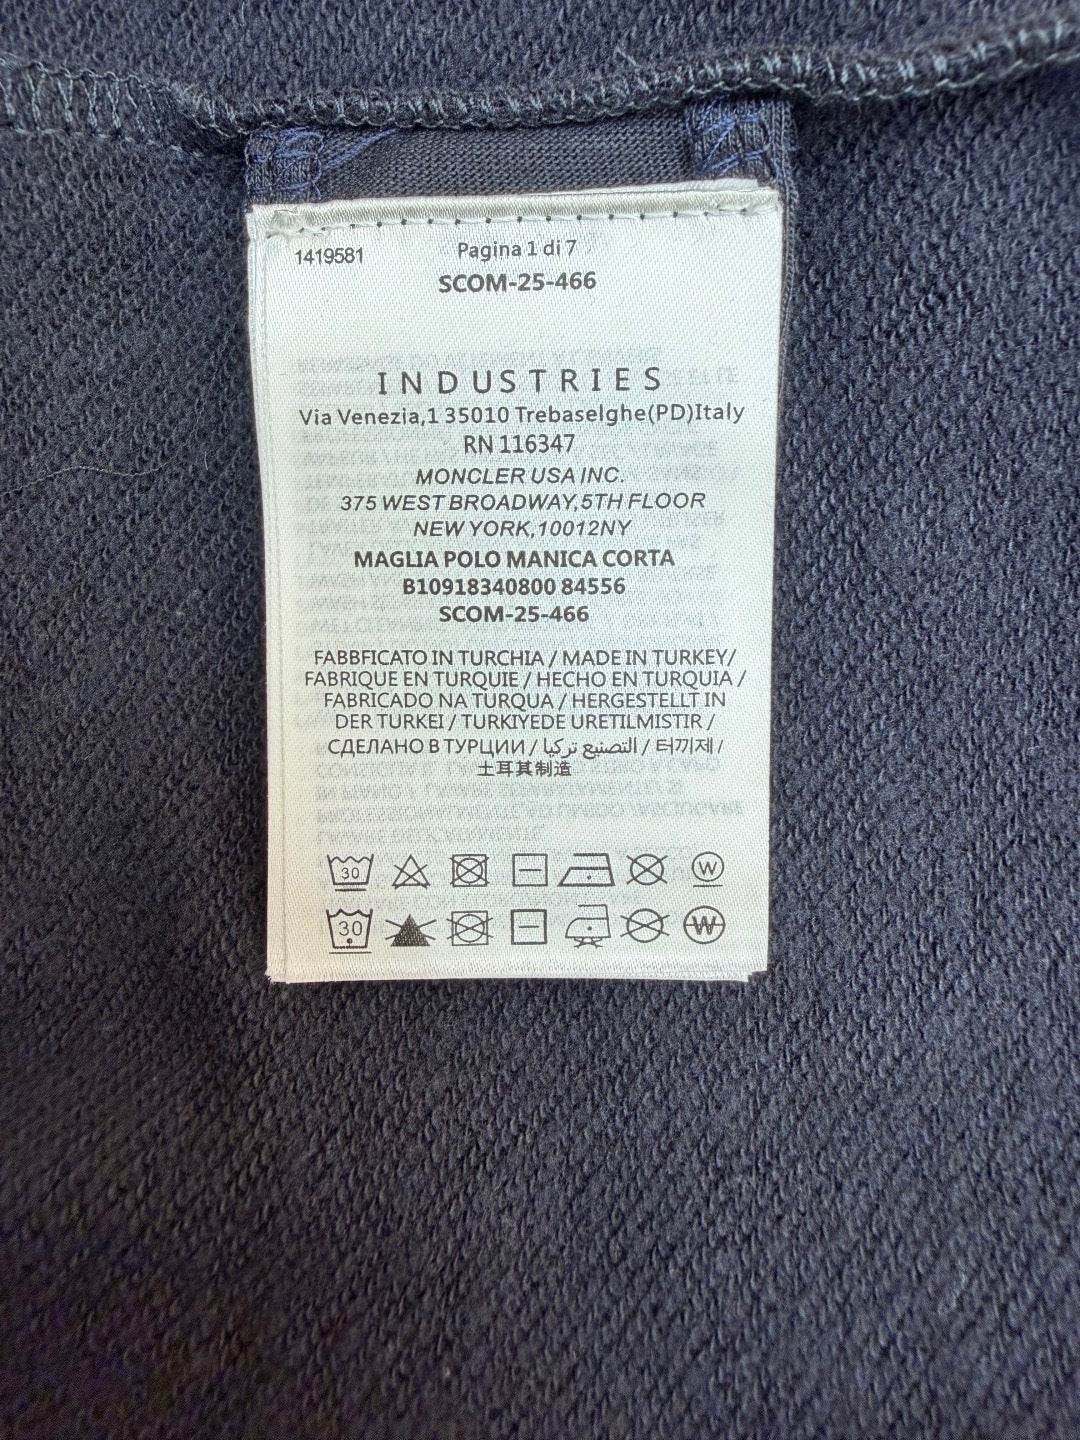 1419581
Pagina 1 di 7
SCOM-25-466
INDUSTRIES
Via Venezia,1 35010 Trebaselghe(PD)Italy
RN 116347
MONCLER USA INC.
375 WEST BROADWAY,5TH FLOOR
NEW YORK,10012NY
MAGLIA POLO MANICA CORTA
B10918340800 84556
SCOM-25-466
FABBFICATO IN TURCHIA / MADE IN TURKEY/
FABRIQUE EN TURQUIE / HECHO EN TURQUIA /
FABRICADO NA TURQUA / HERGESTELLT IN
DER TURKEI / TURKIYEDE URETILMISTIR /
СДЕЛАНО В ТУРЦИИ / التصنيع تركيا / 터끼제 /
土耳其制造
30 W
30 W